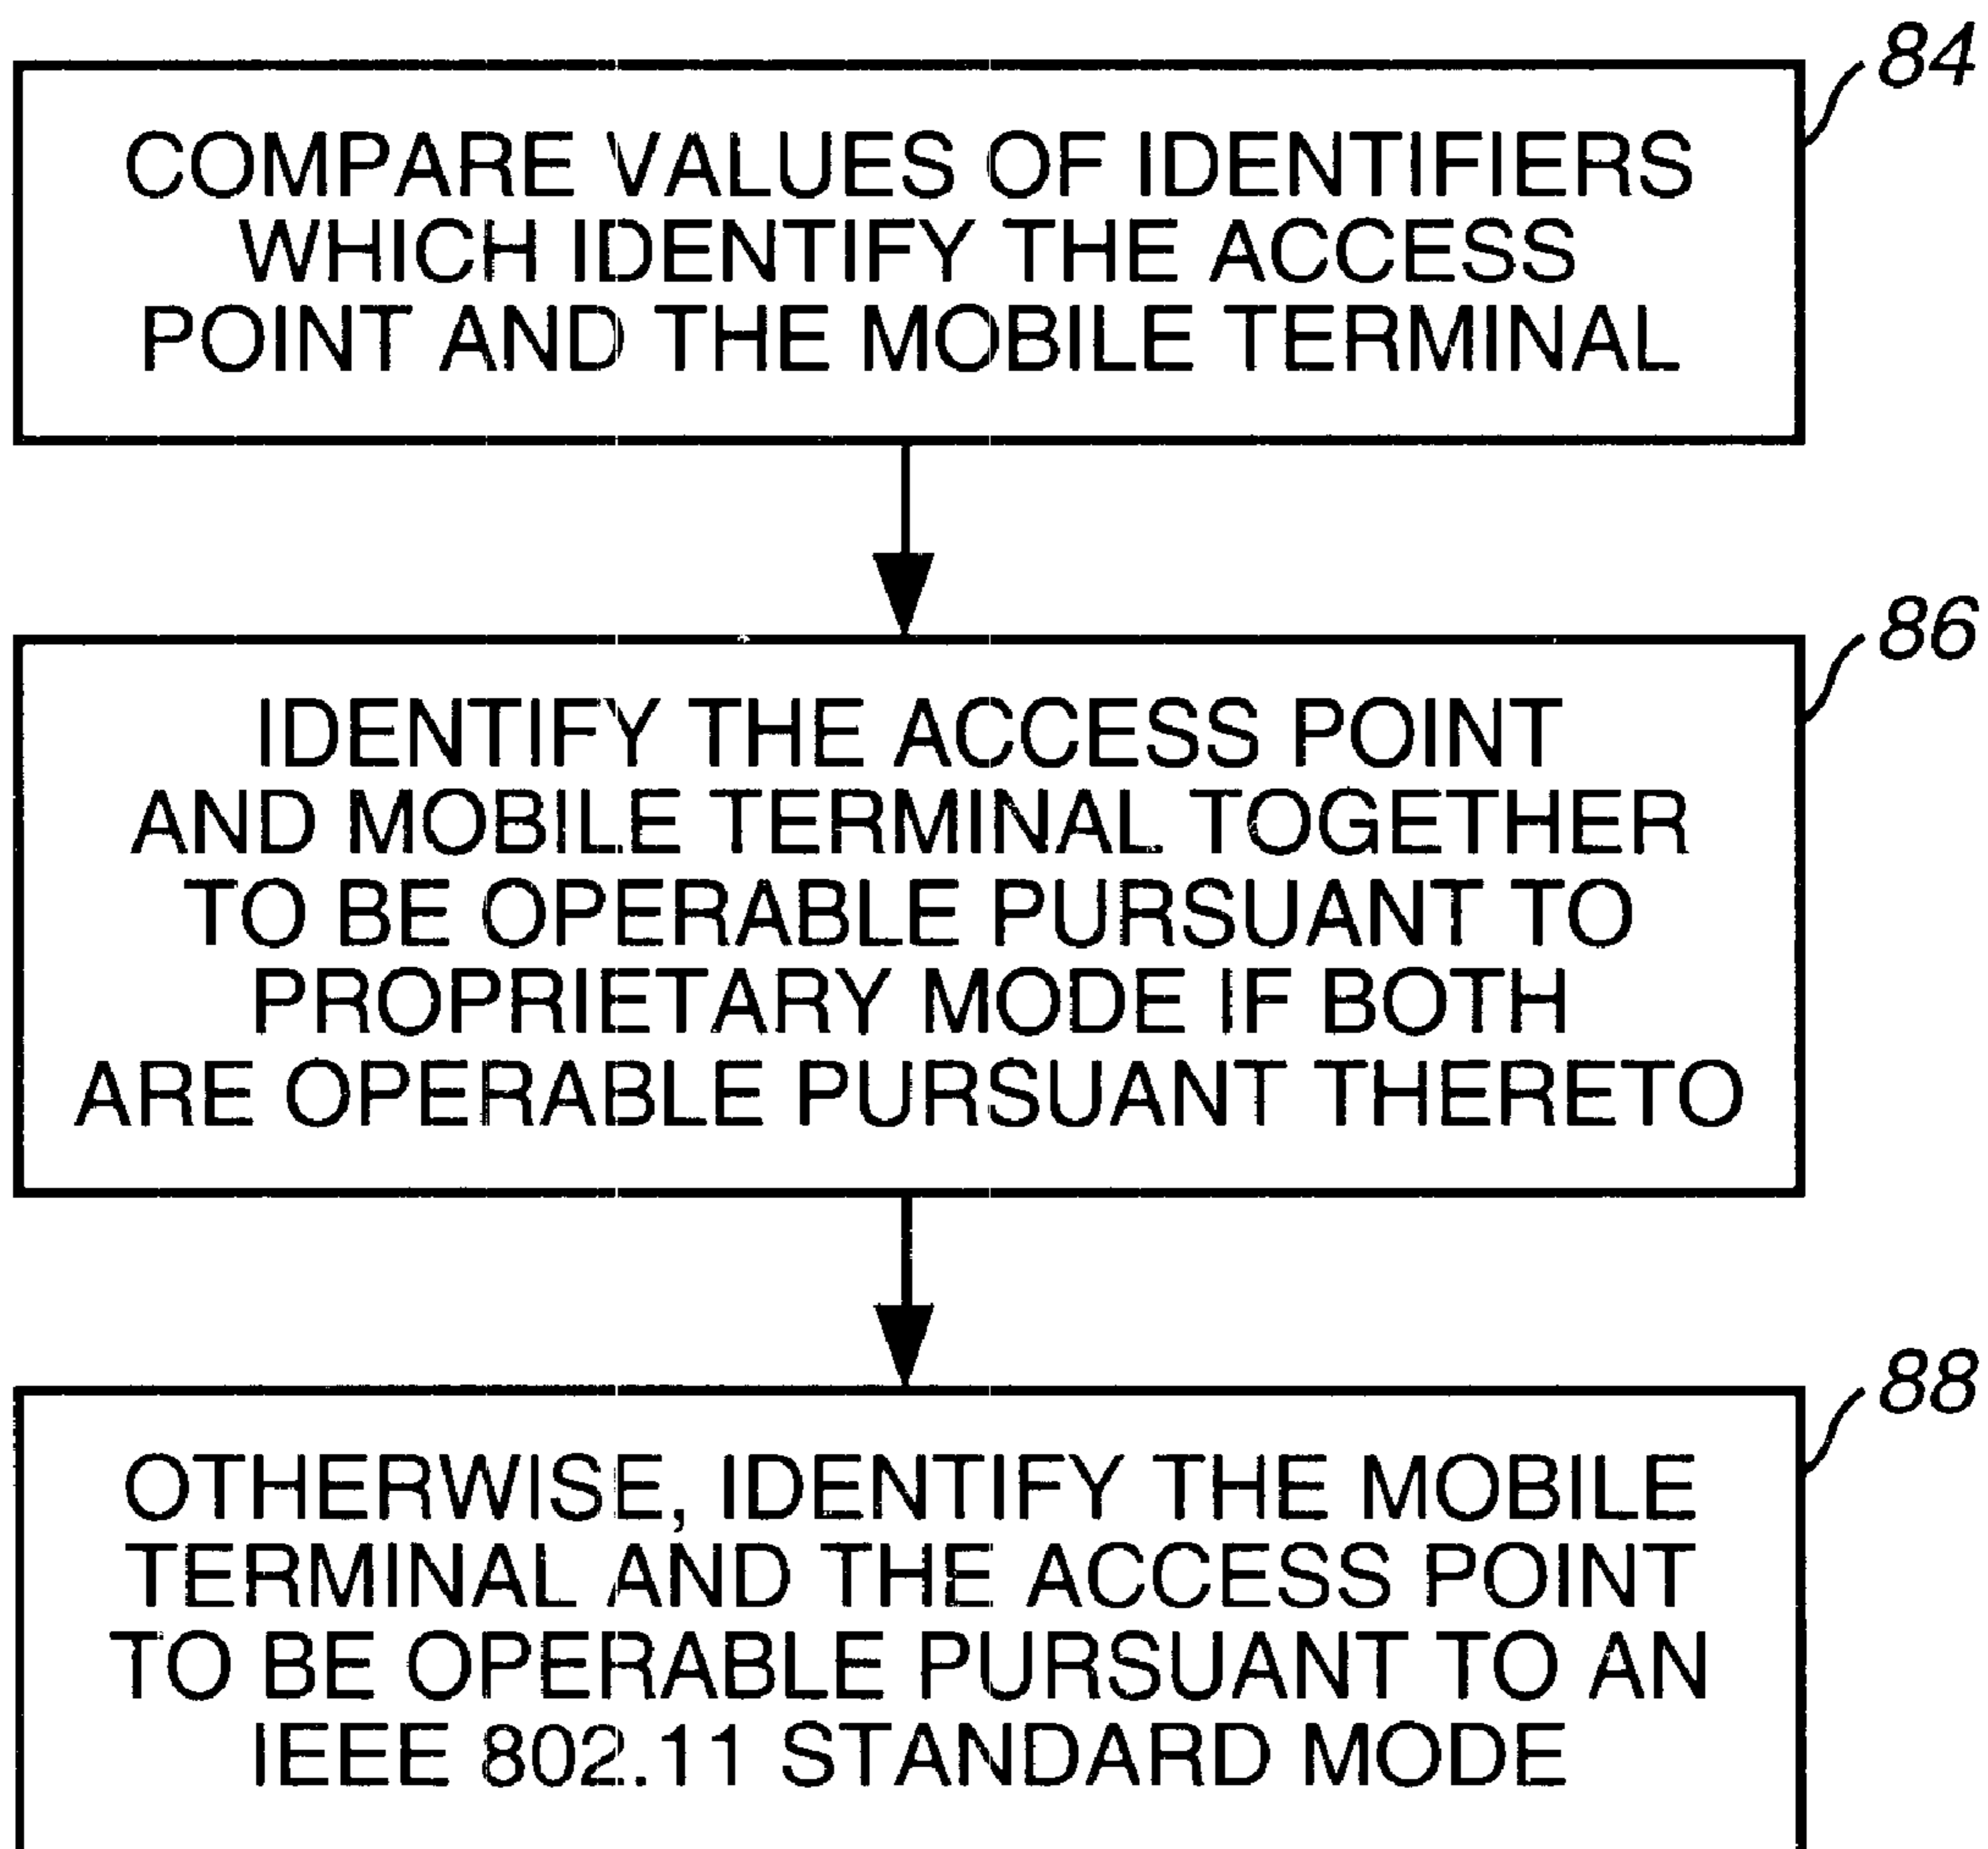 84
COMPARE VALUES OF IDENTIFIERS
WHICH IDENTIFY THE ACCESS
POINT AND THE MOBILE TERMINAL
86
IDENTIFY THE ACCESS POINT
AND MOBILE TERMINAL TOGETHER
TO BE OPERABLE PURSUANT TO
PROPRIETARY MODE IF BOTH
ARE OPERABLE PURSUANT THERETO
88
OTHERWISE, IDENTIFY THE MOBILE
TERMINAL AND THE ACCESS POINT
TO BE OPERABLE PURSUANT TO AN
IEEE 802.11 STANDARD MODE